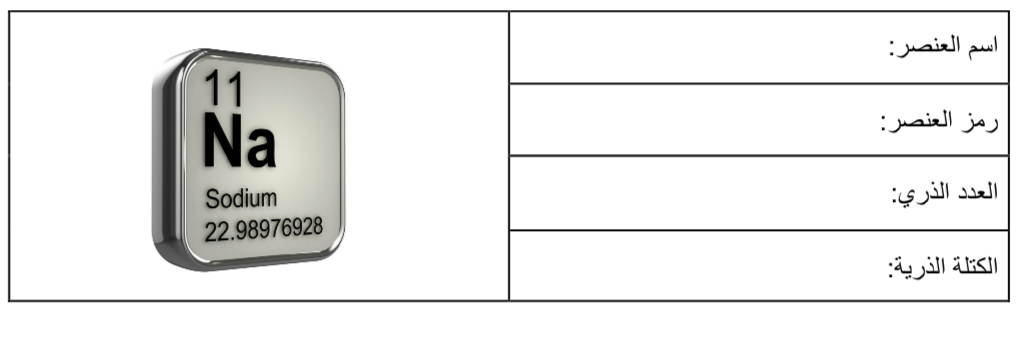 اسم العنصر:
رمز العنصر:
العدد الذري:
الكتلة الذرية:
11
Na
Sodium
22.98976928